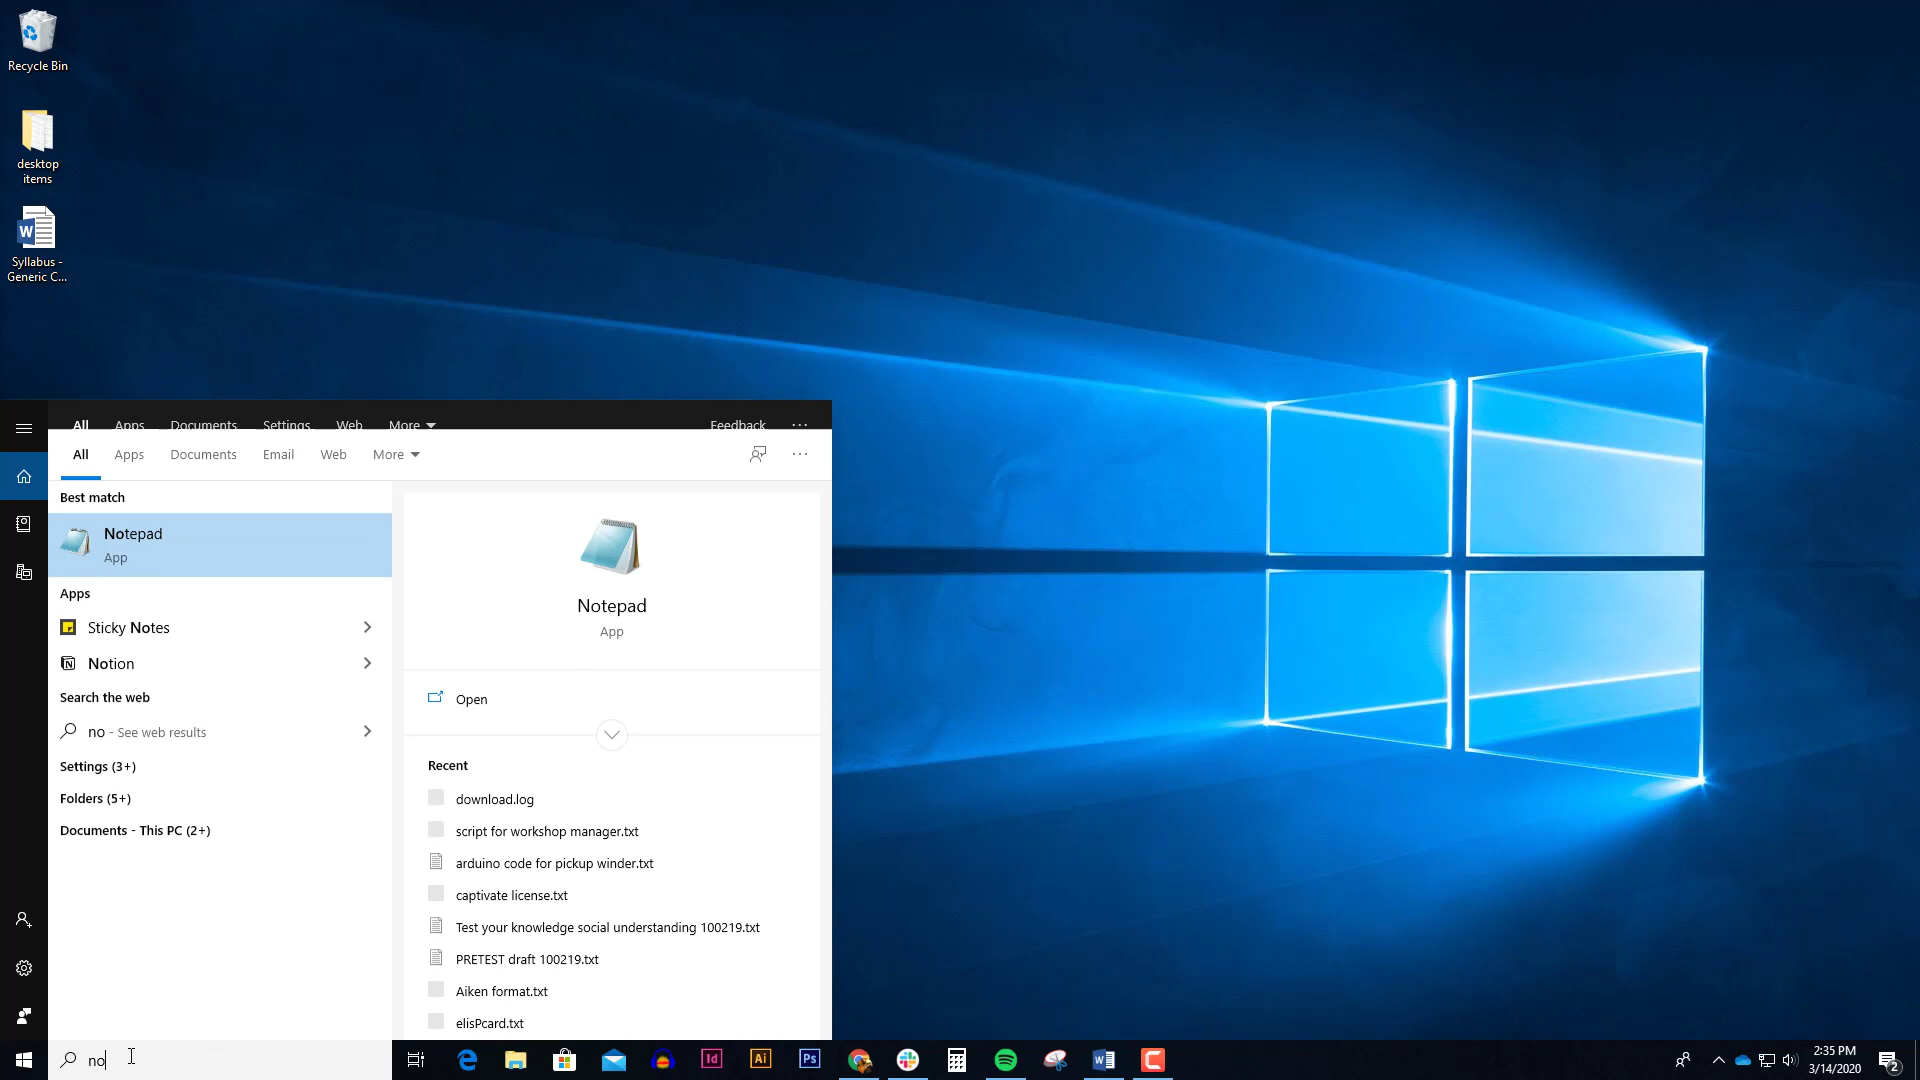 Recycle Bin
desktop
items
Syllabus -
Generic C...
All Apps Documents Settings Web More Feedback ...
All Apps Documents Email Web More ...
Best match
Notepad
App
Apps
Sticky Notes
Notion
Search the web
no - See web results
Settings (3+)
Folders (5+)
Documents - This PC (2+)
Notepad
App
Open
Recent
download.log
script for workshop manager.txt
arduino code for pickup winder.txt
captivate license.txt
Test your knowledge social understanding 100219.txt
PRETEST draft 100219.txt
Aiken format.txt
elisPcard.txt
no
Id
Ai
Ps
2:35 PM
3/14/2020
2